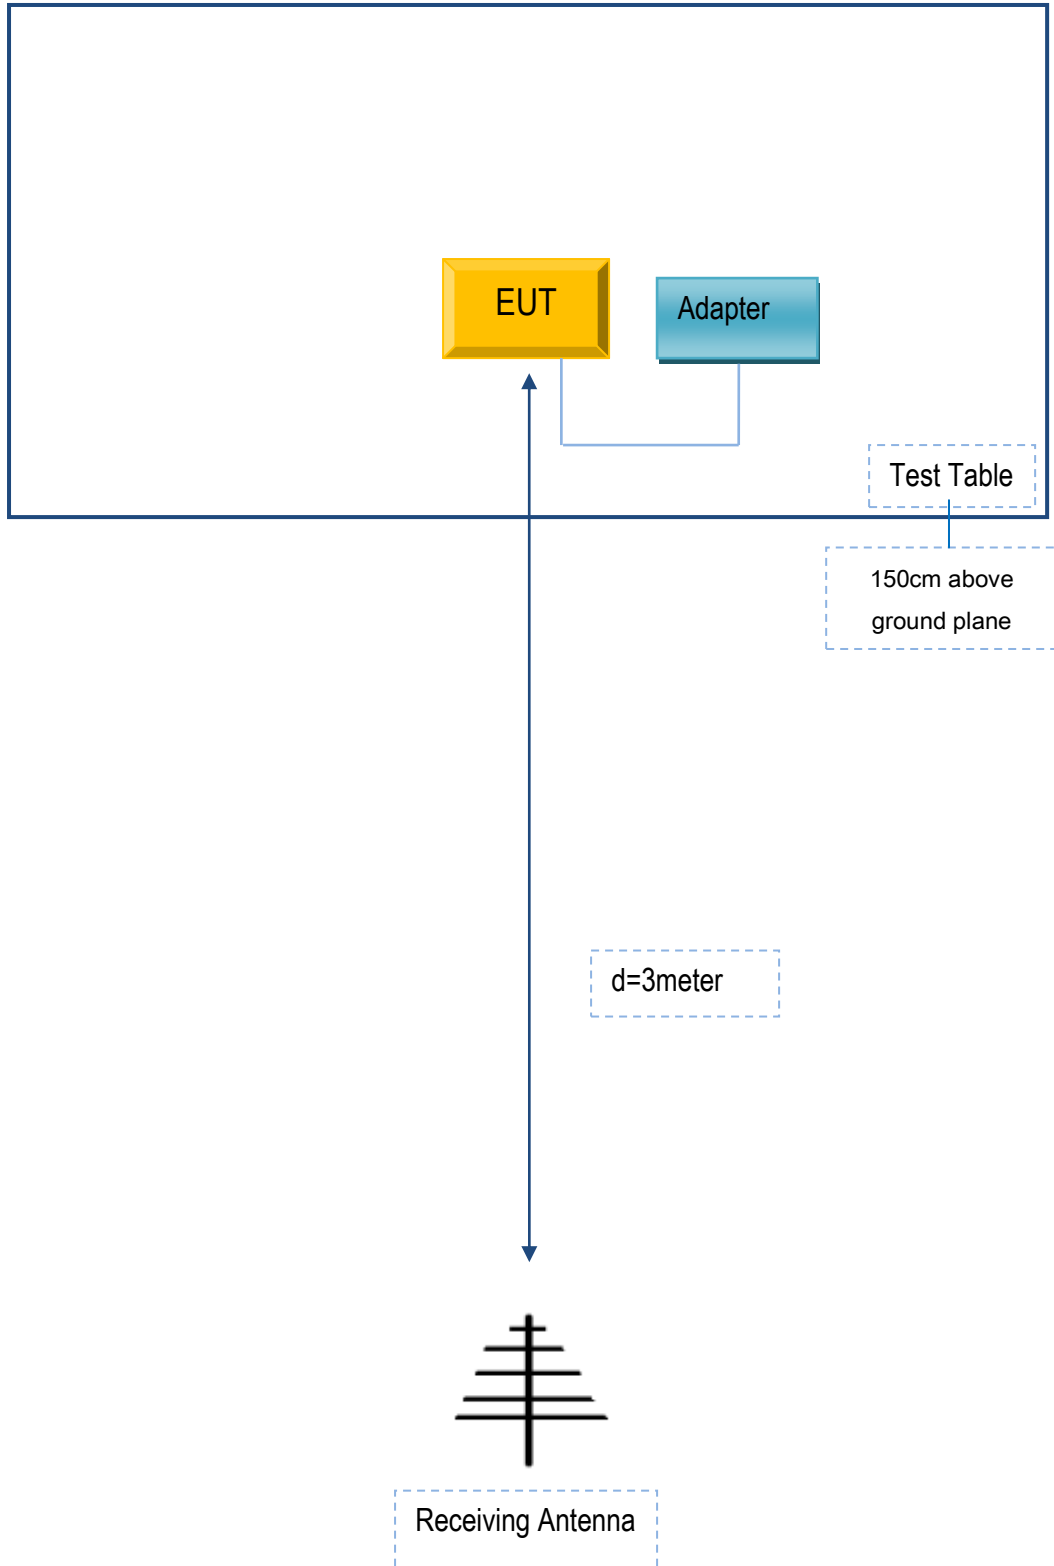 EUT
Adapter
Test Table
150cm above
ground plane
d=3meter
Receiving Antenna